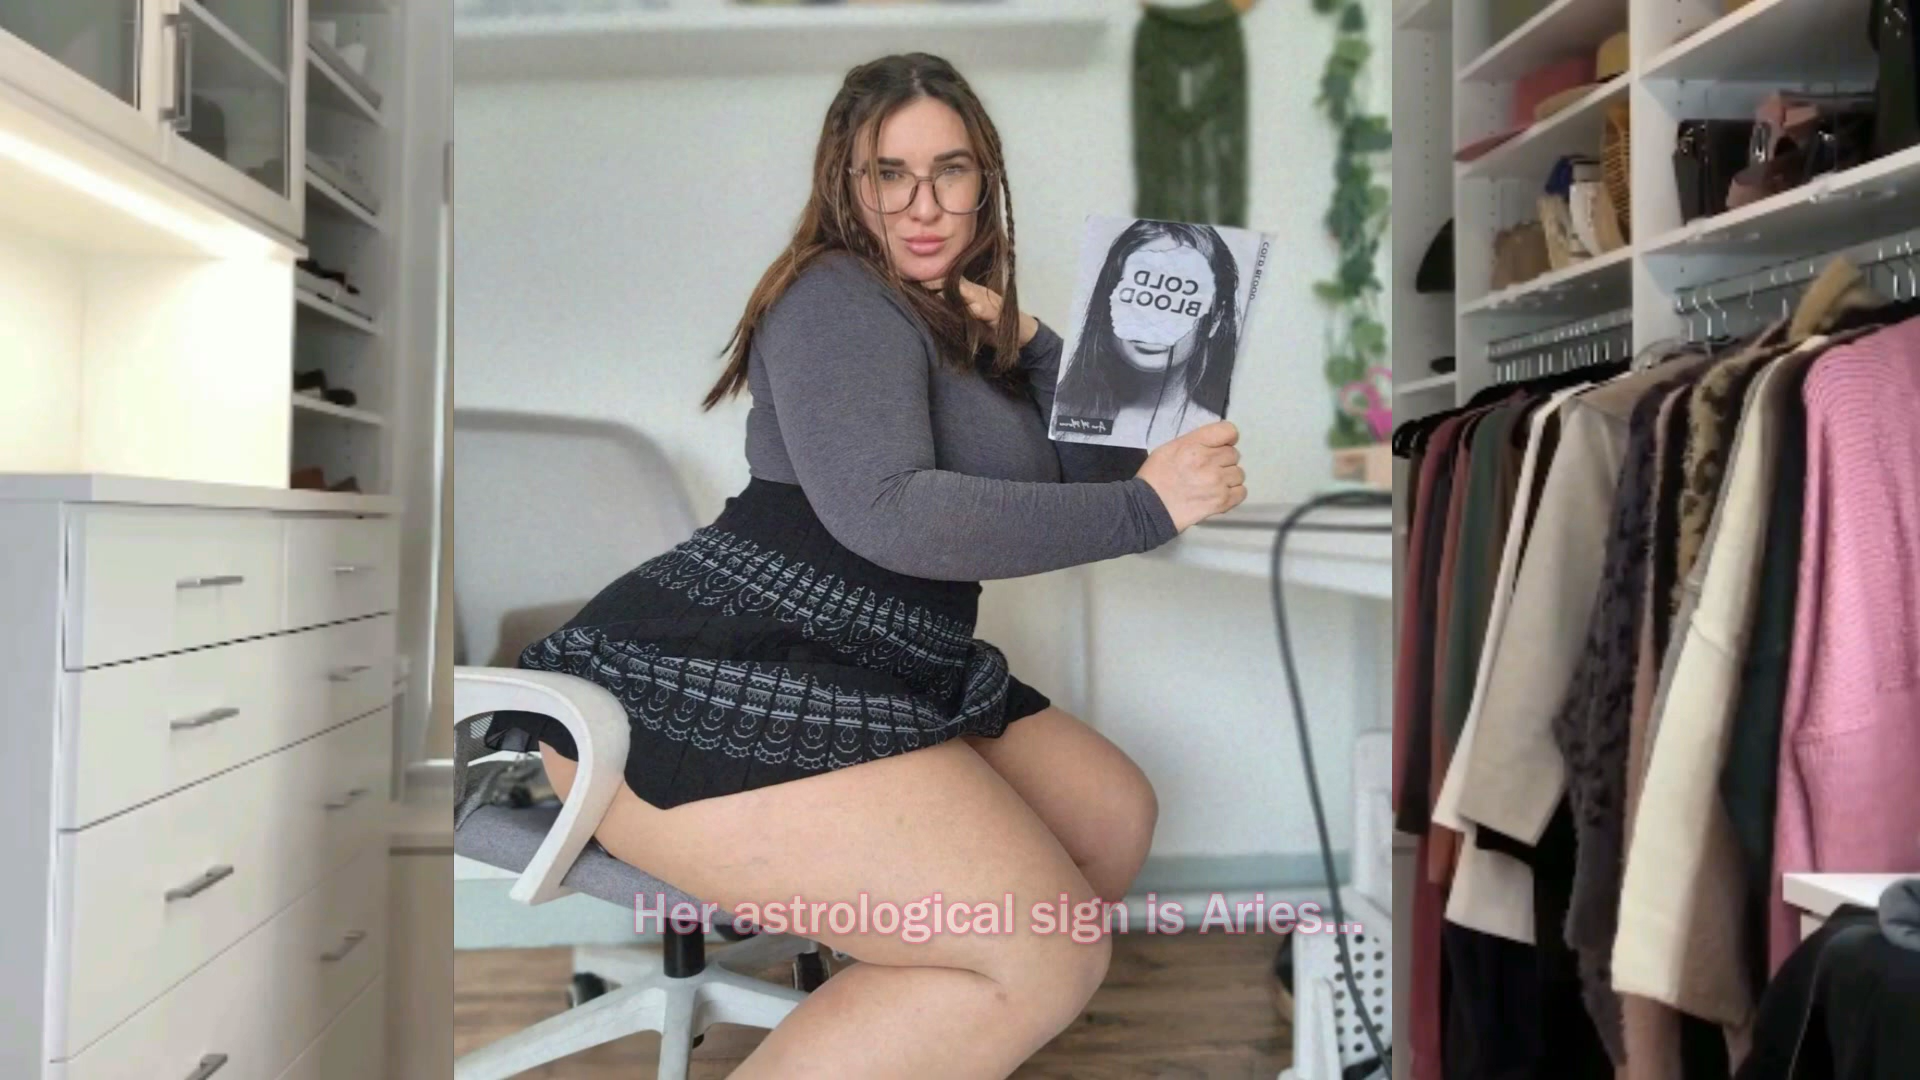 COLD
BLOOD
COLD BLOOD
Her astrological sign is Aries...